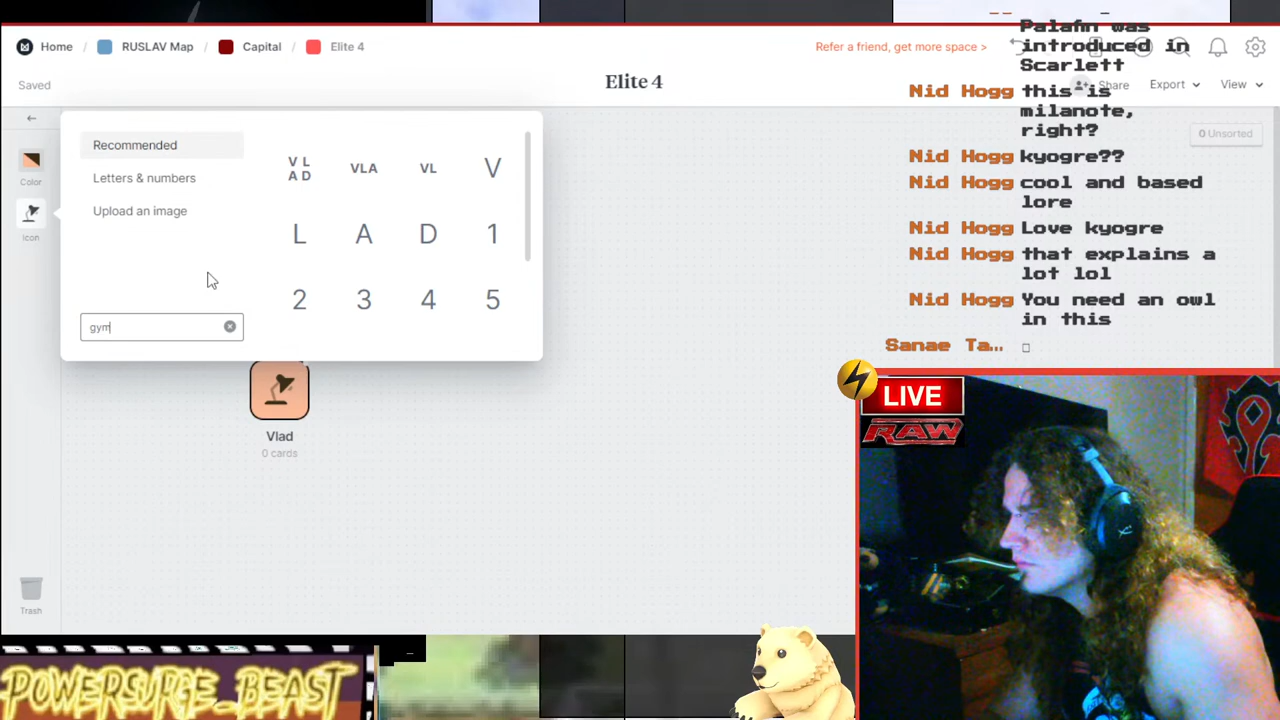 Home / RUSLAV Map / Capital / Elite 4
Refer a friend, get more space >
Saved
Elite 4
Share
Export
View
0 Unsorted
Color
Icon
Recommended
Letters & numbers
Upload an image
gym
V L
A D
VLA
VL
V
L
A
D
1
2
3
4
5
Vlad
0 cards
Trash
Palafin was
introduced in
Scarlett
Nid Hogg this is
milanote,
right?
Nid Hogg kyogre??
Nid Hogg cool and based
lore
Nid Hogg Love kyogre
Nid Hogg that explains a
lot lol
Nid Hogg You need an owl
in this
Sanae Ta...
LIVE
RAW
POWERSURGE_BEAST